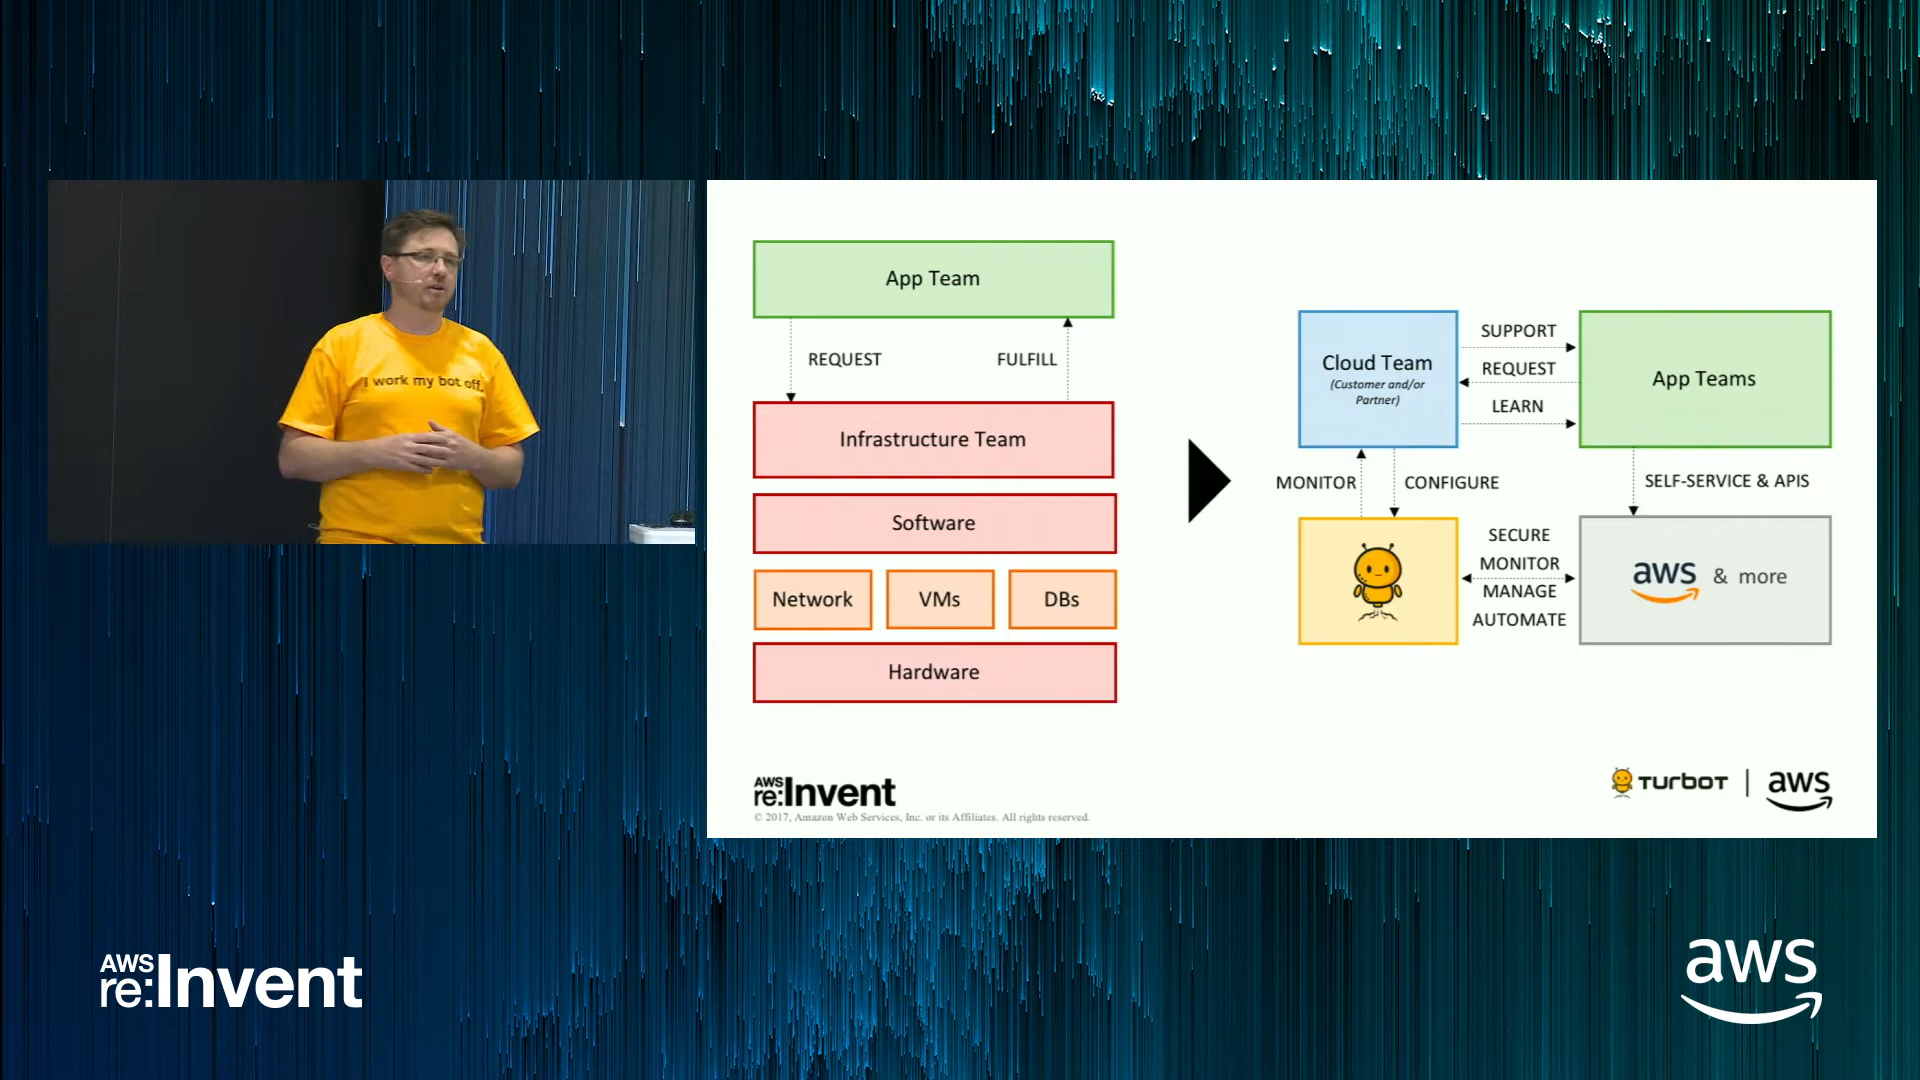 I work my bot off.
App Team
REQUEST
FULFILL
Infrastructure Team
Software
Network
VMs
DBs
Hardware
Cloud Team
(Customer and/or
Partner)
SUPPORT
REQUEST
LEARN
App Teams
MONITOR
CONFIGURE
SELF-SERVICE & APIS
SECURE
MONITOR
MANAGE
AUTOMATE
aws & more
AWS
re:Invent
© 2017, Amazon Web Services, Inc. or its Affiliates. All rights reserved.
TURBOT | aws
AWS
re:Invent
aws